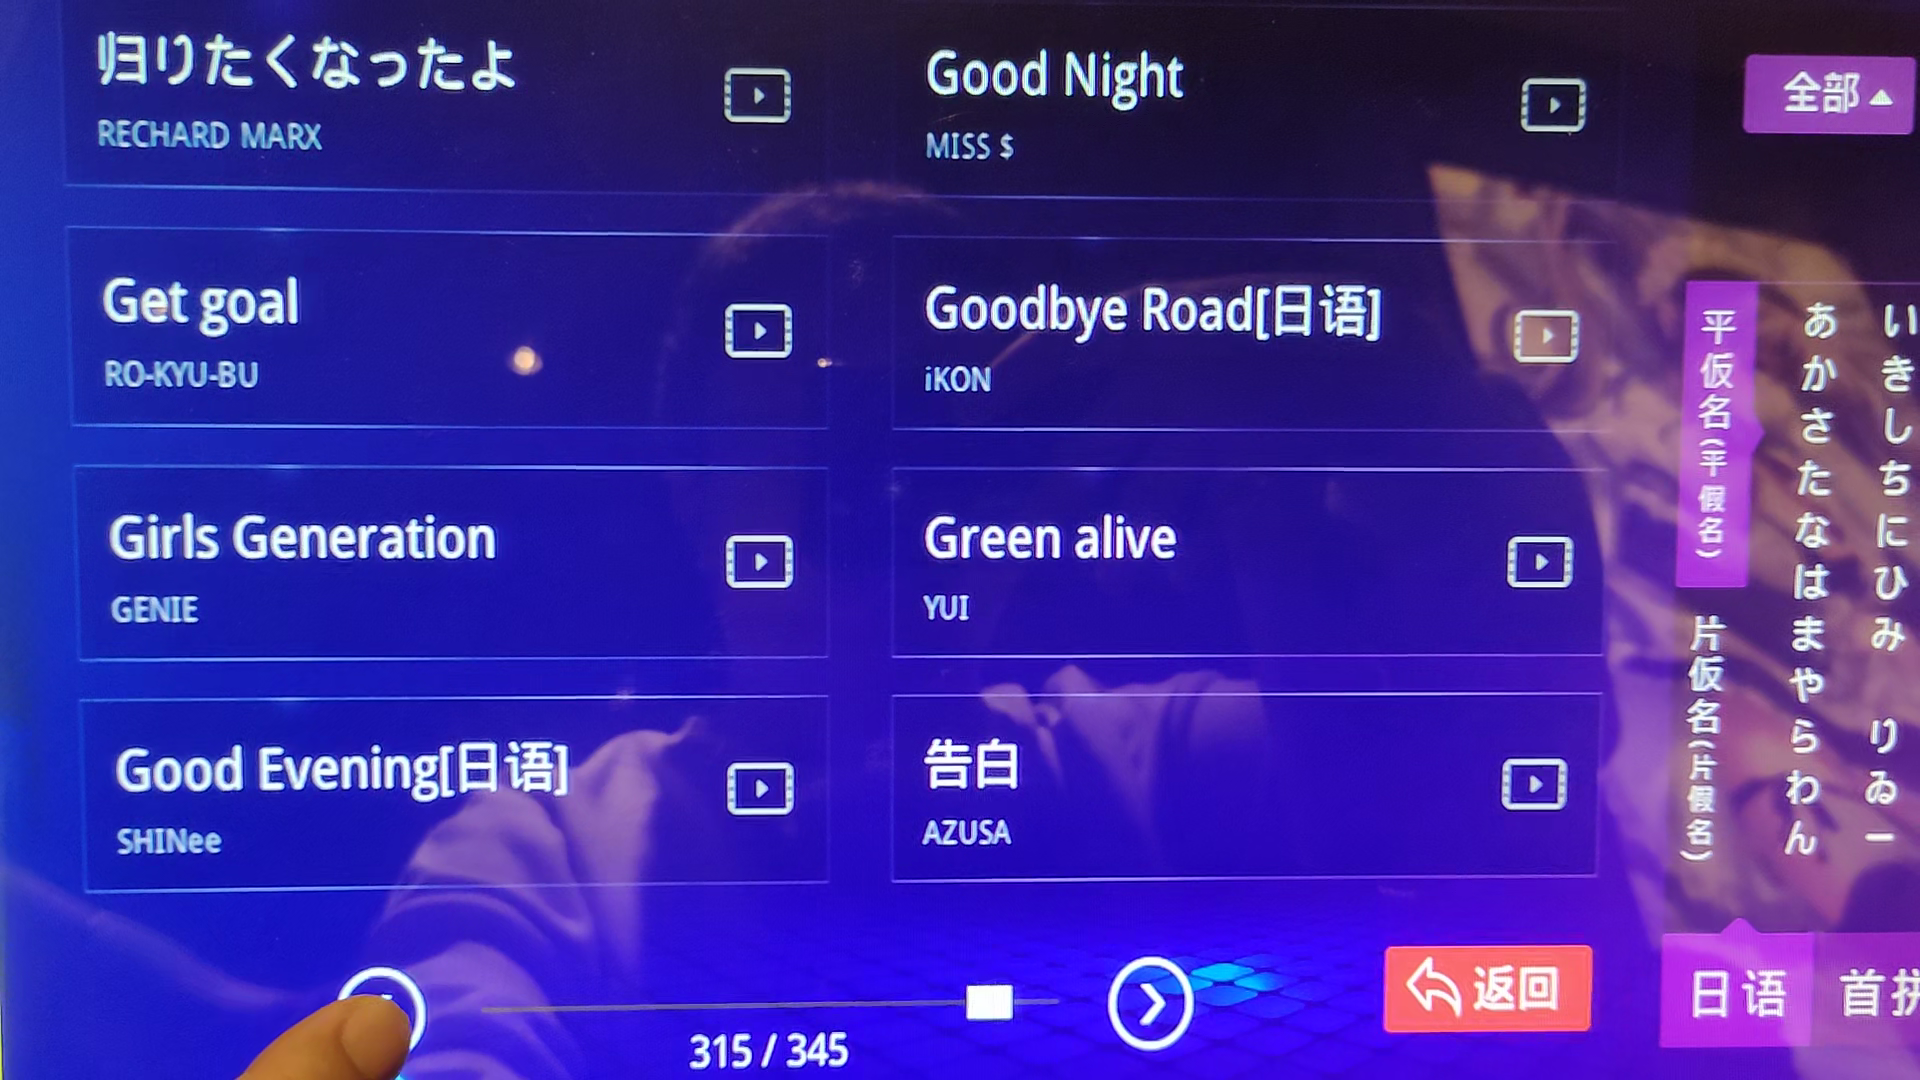 归りたくなったよ
RECHARD MARX
Good Night
MISS $
全部
Get goal
RO-KYU-BU
Goodbye Road[日语]
iKON
Girls Generation
GENIE
Green alive
YUI
Good Evening[日语]
SHINee
告白
AZUSA
平仮名(平假名)
片仮名(片假名)
あかさたなはまやらわん
いきしちにひみ りゐー
315 / 345
返回
日语
首拼